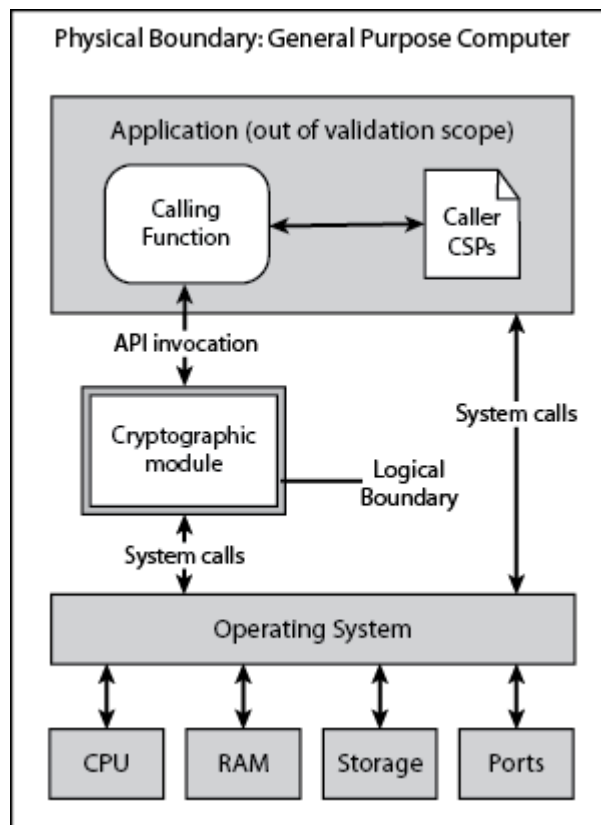 Physical Boundary: General Purpose Computer
Application (out of validation scope)
Calling
Function
Caller
CSPs
API invocation
System calls
Cryptographic
module
Logical
Boundary
System calls
Operating System
CPU
RAM
Storage
Ports